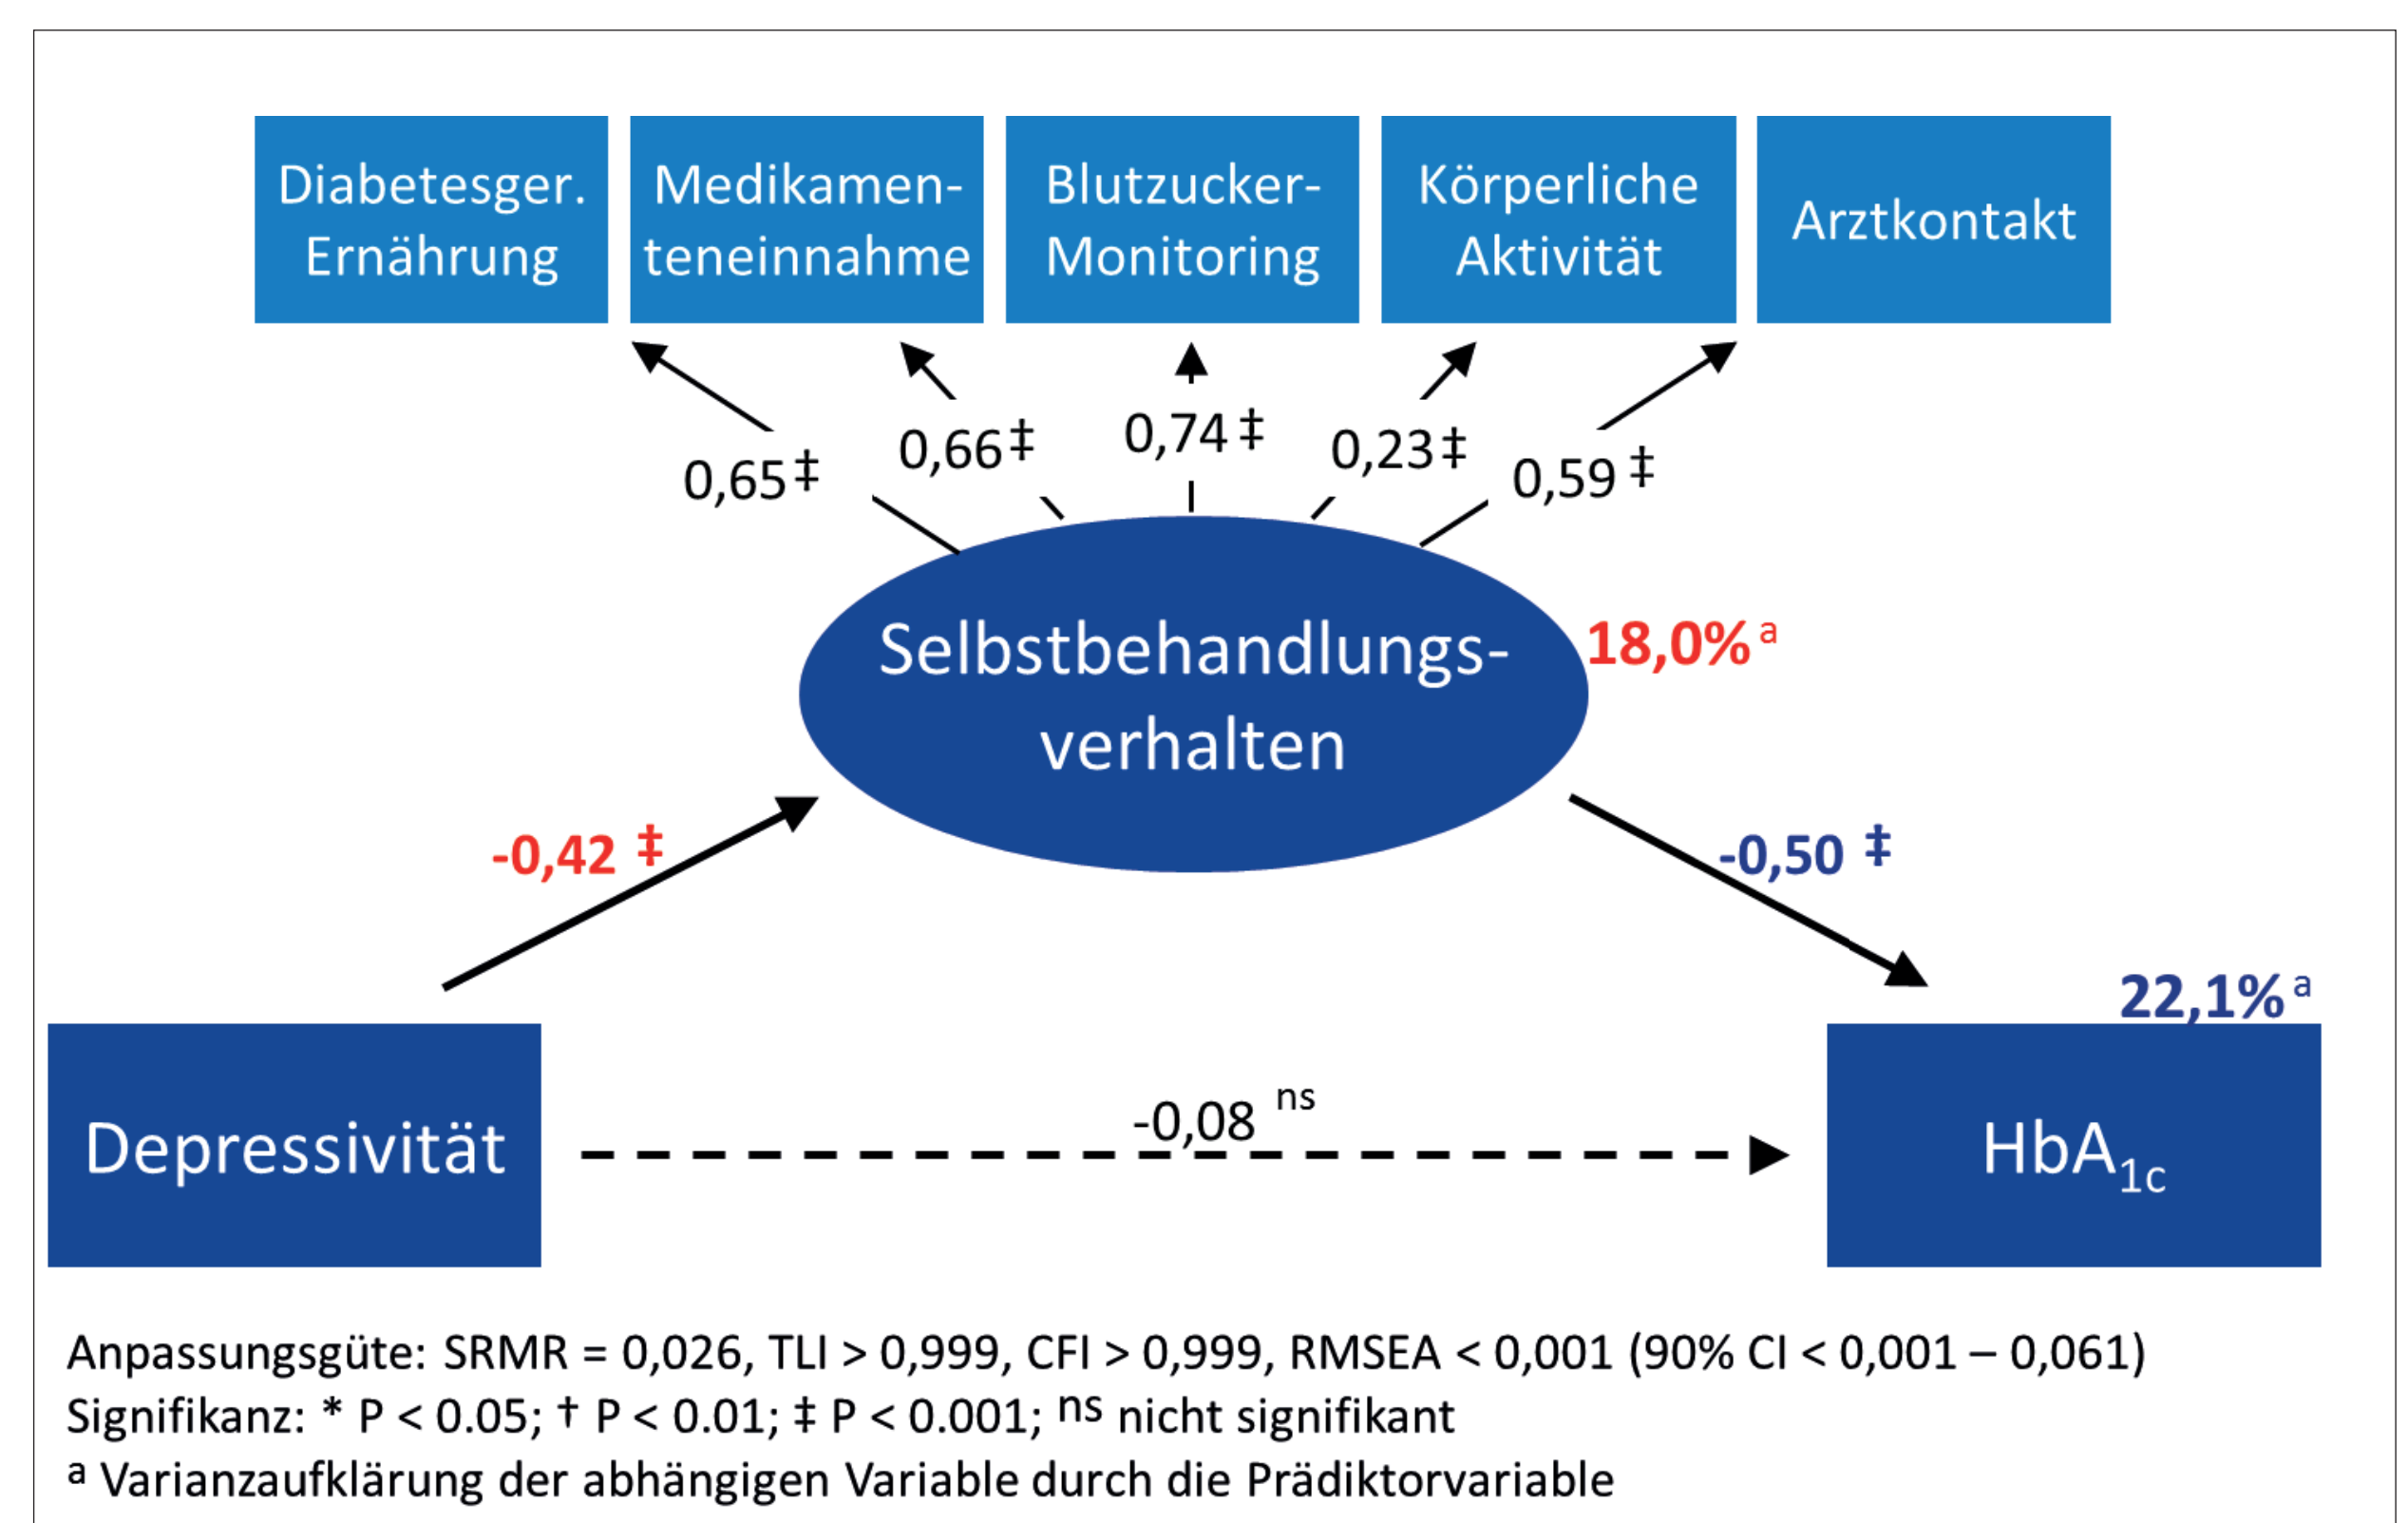 Diabetesger.
Ernährung
Medikamen-
teneinnahme
Blutzucker-
Monitoring
Körperliche
Aktivität
Arztkontakt
0,65‡
0,66‡
0,74‡
0,23‡
0,59‡
Selbstbehandlungs-
verhalten
18,0% a
-0,42 ‡
-0,50 ‡
22,1% a
Depressivität
-0,08 ns
HbA1c
Anpassungsgüte: SRMR = 0,026, TLI > 0,999, CFI > 0,999, RMSEA < 0,001 (90% CI < 0,001 – 0,061)
Signifikanz: * P < 0.05; † P < 0.01; ‡ P < 0.001; ns nicht signifikant
a Varianzaufklärung der abhängigen Variable durch die Prädiktorvariable